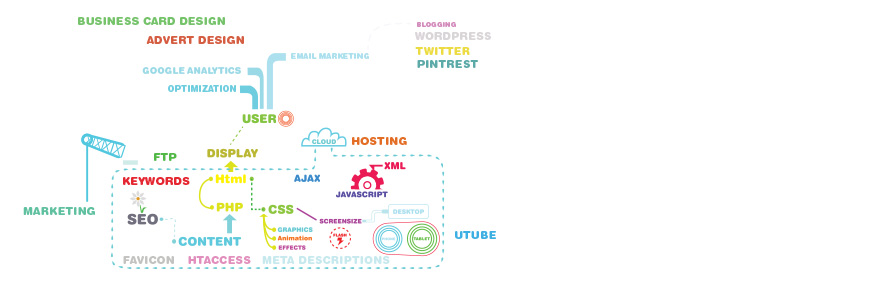 BUSINESS CARD DESIGN
BLOGGING
WORDPRESS
ADVERT DESIGN
TWITTER
EMAIL MARKETING
PINTREST
GOOGLE ANALYTICS
OPTIMIZATION
USER
CLOUD
HOSTING
DISPLAY
FTP
XML
KEYWORDS
Html
AJAX
JAVASCRIPT
MARKETING
SEO
PHP
CSS
DESKTOP
SCREENSIZE
GRAPHICS
CONTENT
Animation
FLASH
TABLET
UTUBE
EFFECTS
FAVICON
HTACCESS
META DESCRIPTIONS